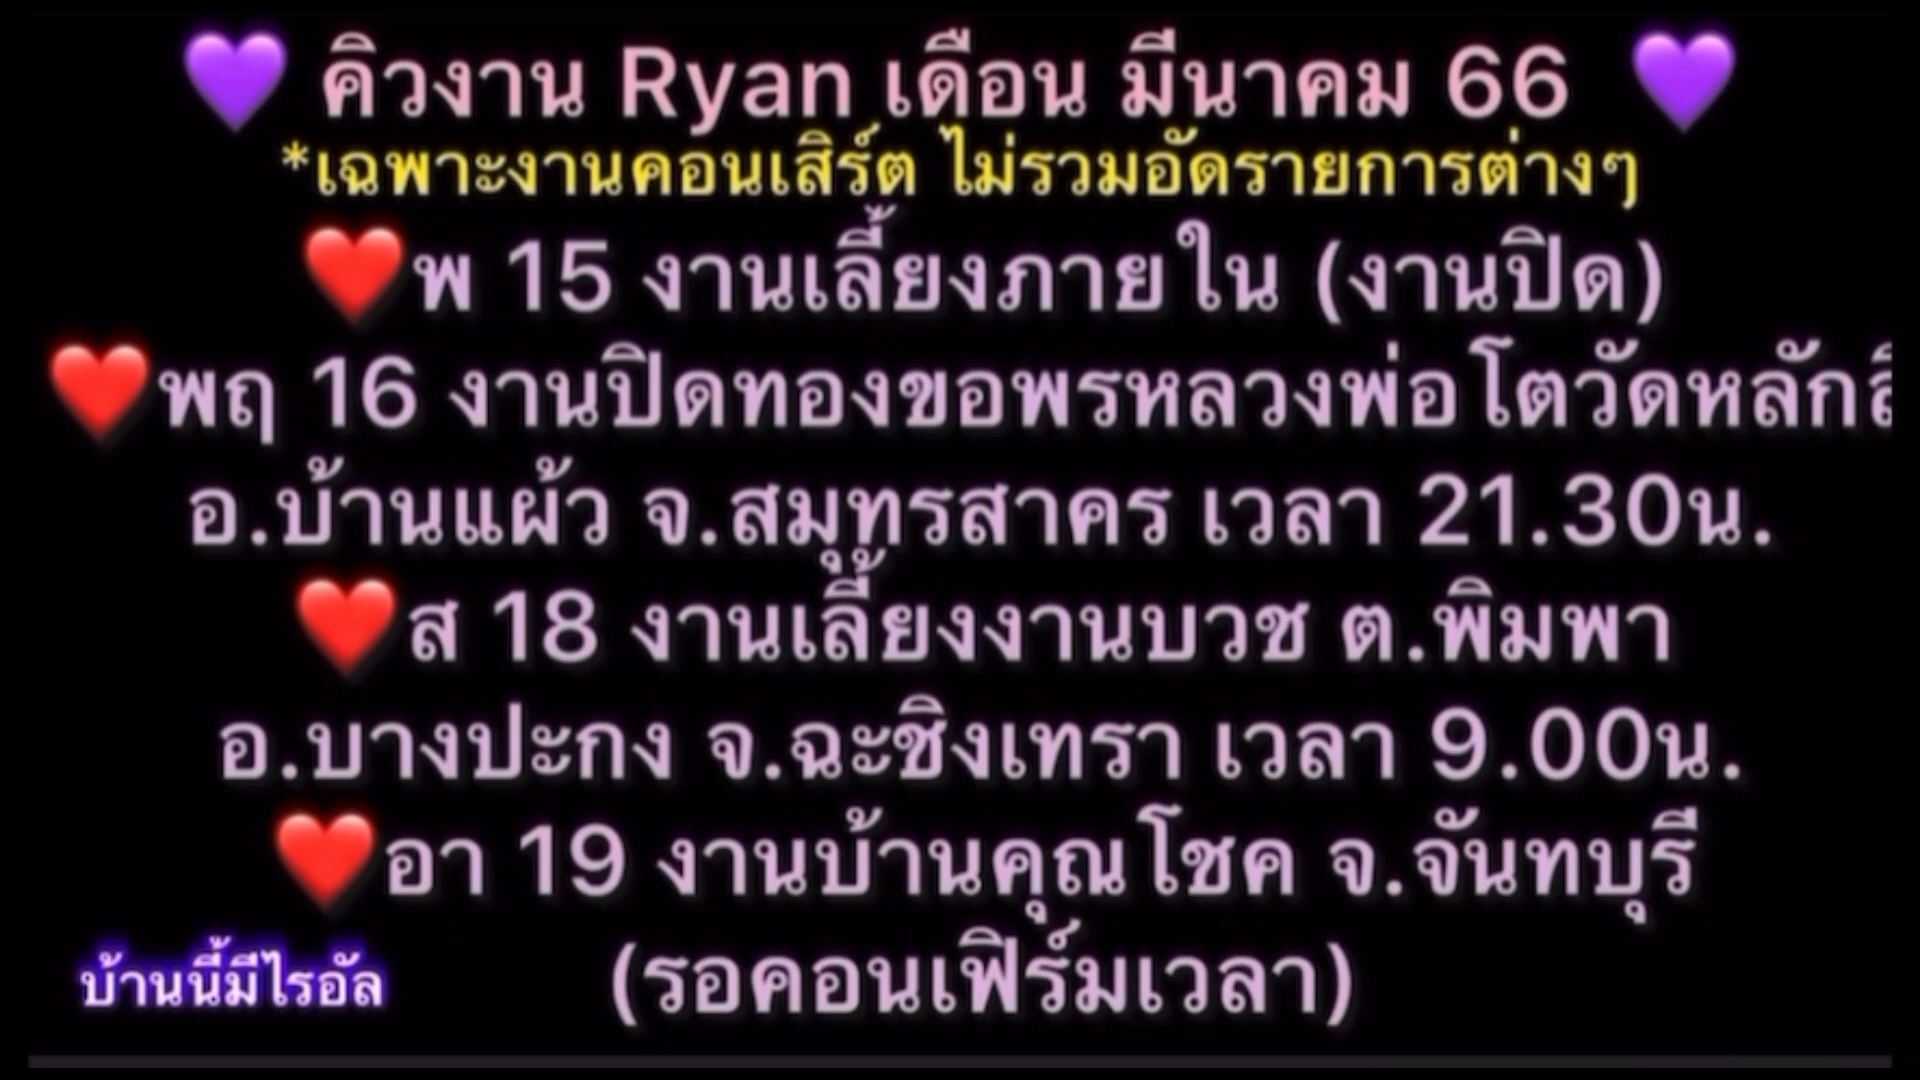 💜 คิวงาน Ryan เดือน มีนาคม 66 💜
*เฉพาะงานคอนเสิร์ต ไม่รวมอัดรายการต่างๆ
❤️พ 15 งานเลี้ยงภายใน (งานปิด)
❤️พฤ 16 งานปิดทองขอพรหลวงพ่อโตวัดหลักสี
อ.บ้านแผ้ว จ.สมุทรสาคร เวลา 21.30น.
❤️ส 18 งานเลี้ยงงานบวช ต.พิมพา
อ.บางปะกง จ.ฉะชิงเทรา เวลา 9.00น.
❤️อา 19 งานบ้านคุณโชค จ.จันทบุรี
(รอคอนเฟิร์มเวลา)
บ้านนี้มีไรอัล